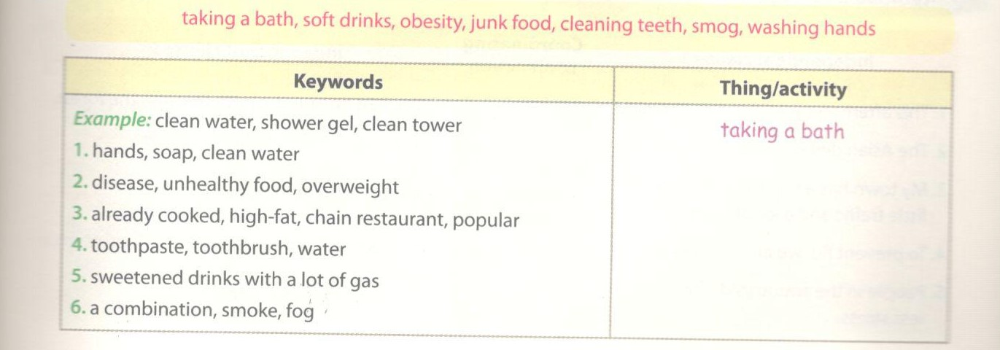 taking a bath, soft drinks, obesity, junk food, cleaning teeth, smog, washing hands
Keywords
Thing/activity
Example: clean water, shower gel, clean tower
taking a bath
1. hands, soap, clean water
2. disease, unhealthy food, overweight
3. already cooked, high-fat, chain restaurant, popular
4. toothpaste, toothbrush, water
5. sweetened drinks with a lot of gas
6. a combination, smoke, fog